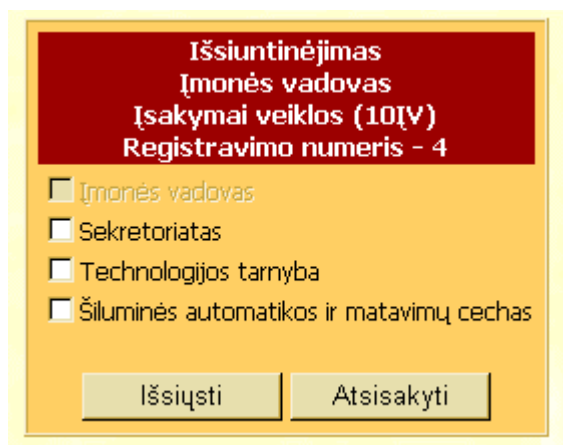 Išsiuntinėjimas
Įmonės vadovas
Įsakymai veiklos (10ĮV)
Registravimo numeris - 4
Įmonės vadovas
Sekretoriatas
Technologijos tarnyba
Šiluminės automatikos ir matavimų cechas
Išsiųsti Atsisakyti